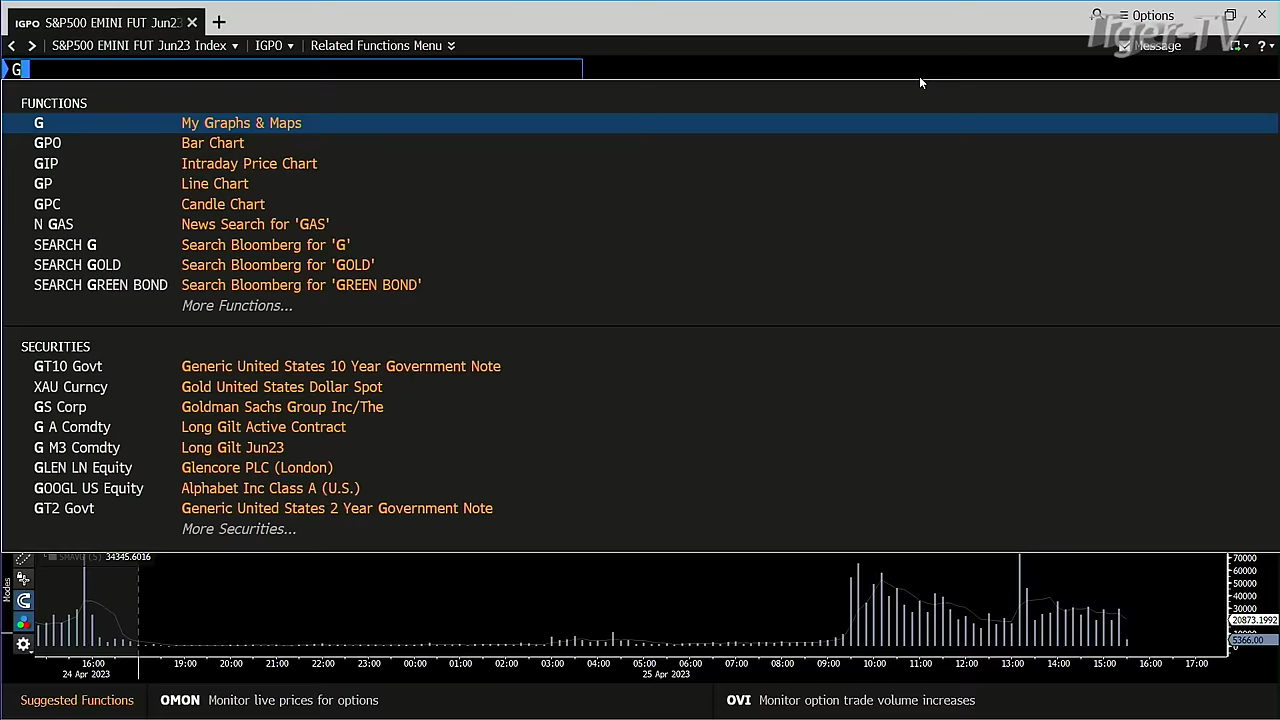 IGPO S&P500 EMINI FUT Jun23
Options
S&P500 EMINI FUT Jun23 Index IGPO Related Functions Menu
Message
Tiger-TV
G
FUNCTIONS
G My Graphs & Maps
GPO Bar Chart
GIP Intraday Price Chart
GP Line Chart
GPC Candle Chart
N GAS News Search for 'GAS'
SEARCH G Search Bloomberg for 'G'
SEARCH GOLD Search Bloomberg for 'GOLD'
SEARCH GREEN BOND Search Bloomberg for 'GREEN BOND'
More Functions...
SECURITIES
GT10 Govt Generic United States 10 Year Government Note
XAU Curncy Gold United States Dollar Spot
GS Corp Goldman Sachs Group Inc/The
G A Comdty Long Gilt Active Contract
G M3 Comdty Long Gilt Jun23
GLEN LN Equity Glencore PLC (London)
GOOGL US Equity Alphabet Inc Class A (U.S.)
GT2 Govt Generic United States 2 Year Government Note
More Securities...
SMAVG (5) 34345.6016
Modes
70000
60000
50000
40000
30000
20873.1992
5366.00
0
16:00 19:00 20:00 21:00 22:00 23:00 00:00 01:00 02:00 03:00 04:00 05:00 06:00 07:00 08:00 09:00 10:00 11:00 12:00 13:00 14:00 15:00 16:00 17:00
24 Apr 2023 25 Apr 2023
Suggested Functions OMON Monitor live prices for options OVI Monitor option trade volume increases